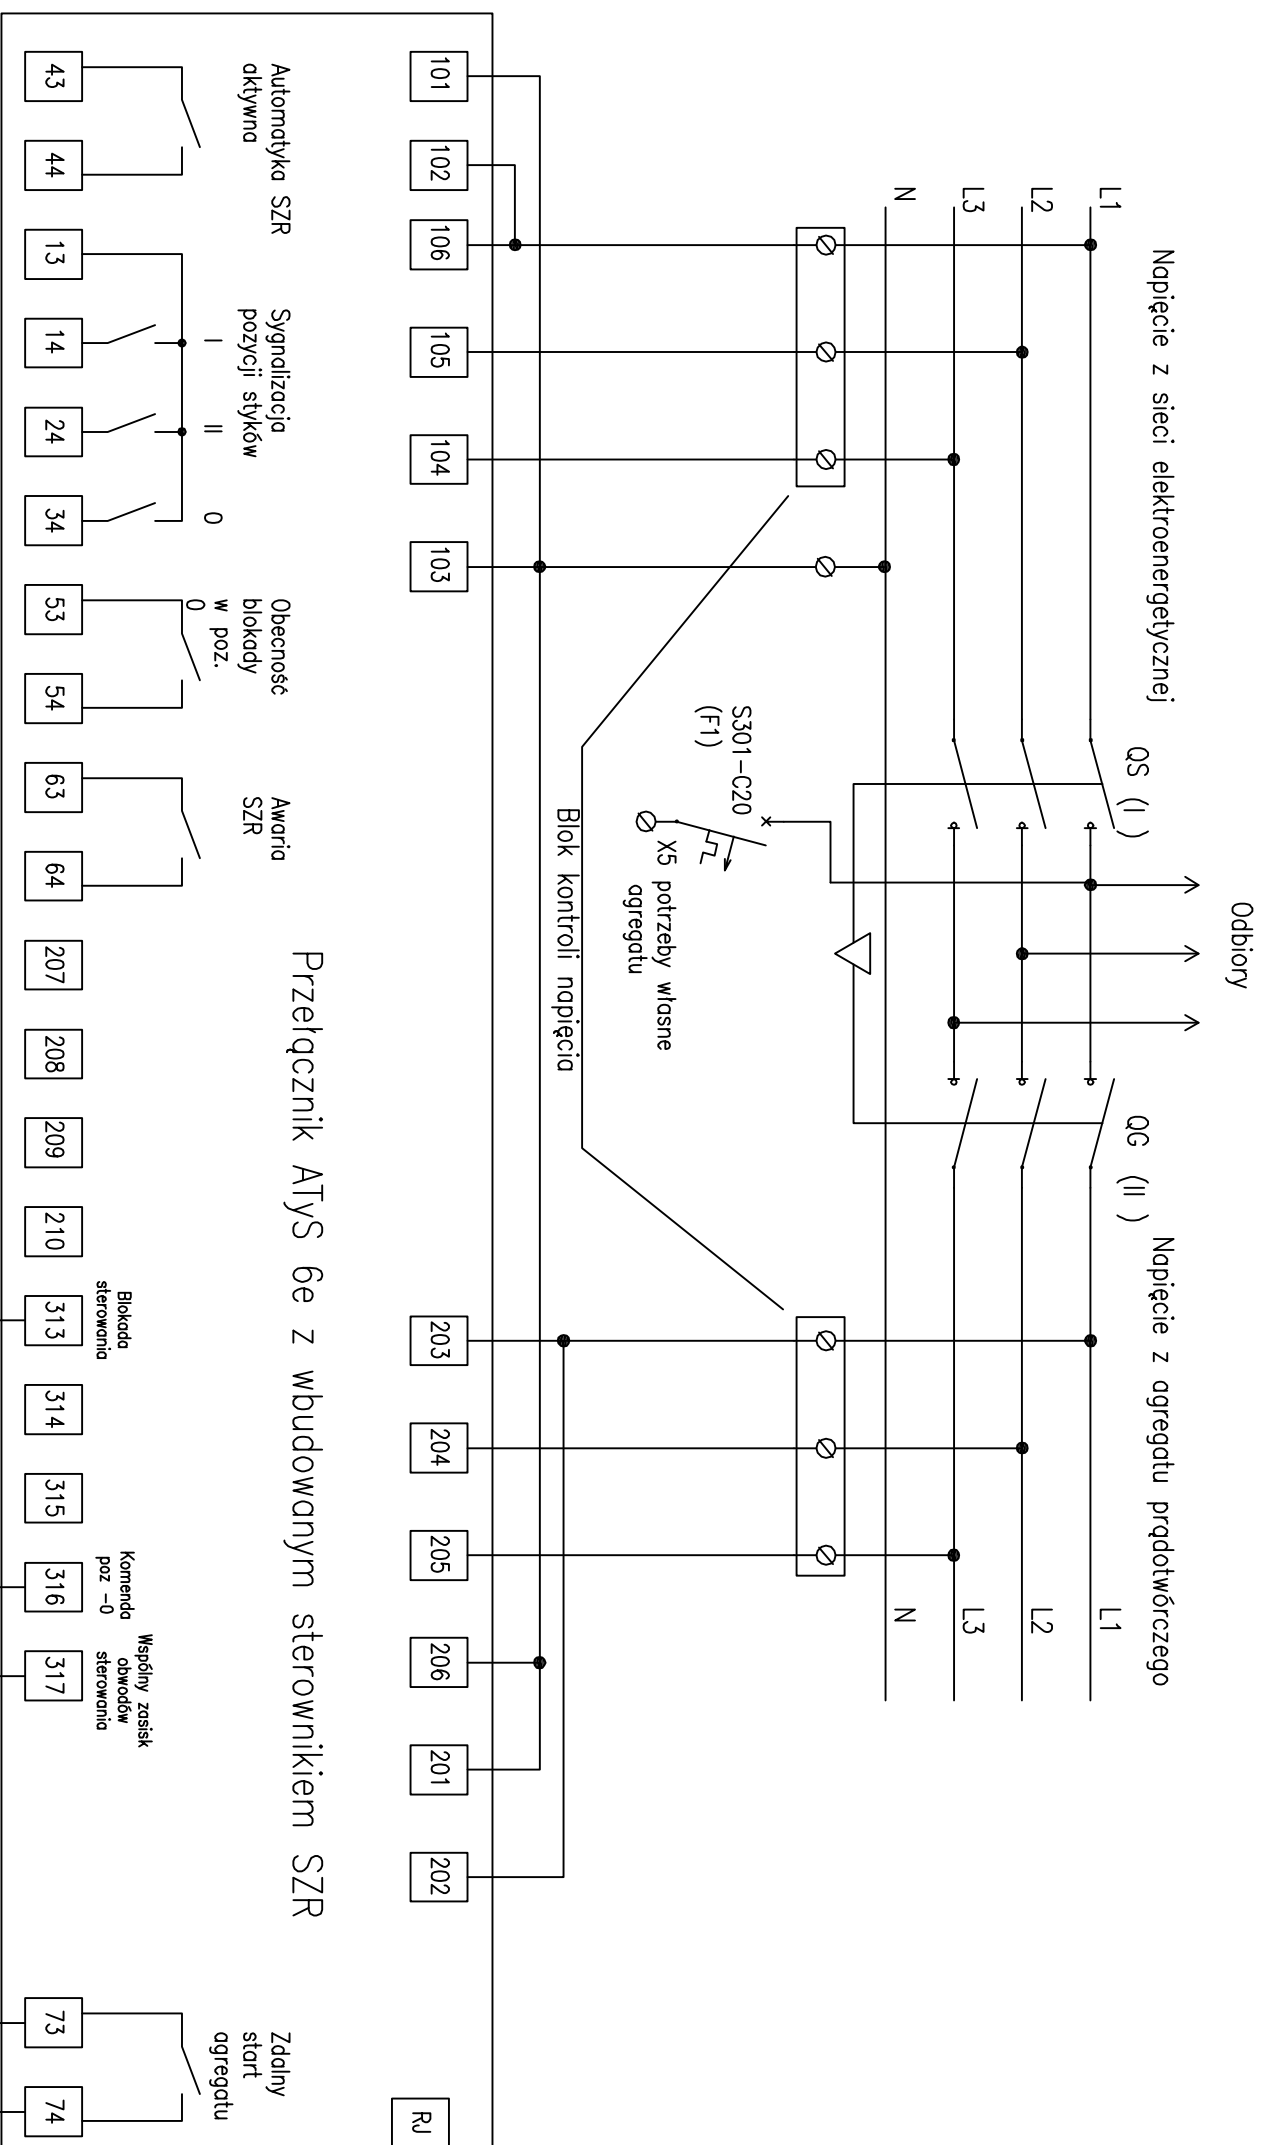 Odbiory
Napięcie z sieci elektroenergetycznej
QS (I)
QG (II)
Napięcie z agregatu prądotwórczego
L1
L2
L3
N
L1
L2
L3
N
S301-C20
(F1)
X5 potrzeby własne
agregatu
Blok kontroli napięcia
101
102
106
105
104
103
203
204
205
206
201
202
RJ
Przełącznik ATyS 6e z wbudowanym sterownikiem SZR
Automatyka SZR
aktywna
Sygnalizacja
pozycji styków
I
II
0
Obecność
blokady
w poz.
0
Awaria
SZR
Blokada
sterowania
Komenda
poz -0
Wspólny zasisk
obwodów
sterowania
Zdalny
start
agregatu
43
44
13
14
24
34
53
54
63
64
207
208
209
210
313
314
315
316
317
73
74